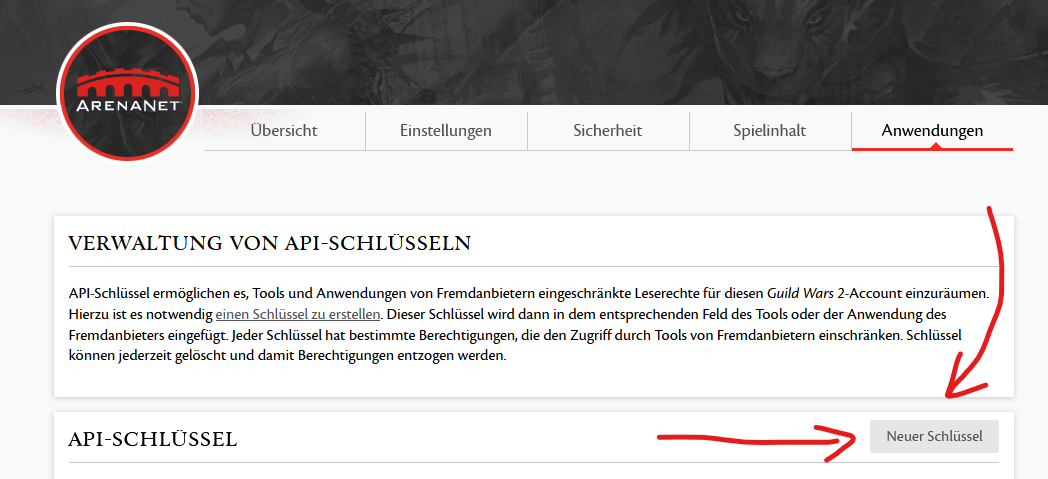 ARENANET
Übersicht
Einstellungen
Sicherheit
Spielinhalt
Anwendungen
VERWALTUNG VON API-SCHLÜSSELN
API-Schlüssel ermöglichen es, Tools und Anwendungen von Fremdanbietern eingeschränkte Leserechte für diesen Guild Wars 2-Account einzuräumen.
Hierzu ist es notwendig einen Schlüssel zu erstellen. Dieser Schlüssel wird dann in dem entsprechenden Feld des Tools oder der Anwendung des
Fremdanbieters eingefügt. Jeder Schlüssel hat bestimmte Berechtigungen, die den Zugriff durch Tools von Fremdanbietern einschränken. Schlüssel
können jederzeit gelöscht und damit Berechtigungen entzogen werden.
API-SCHLÜSSEL
Neuer Schlüssel